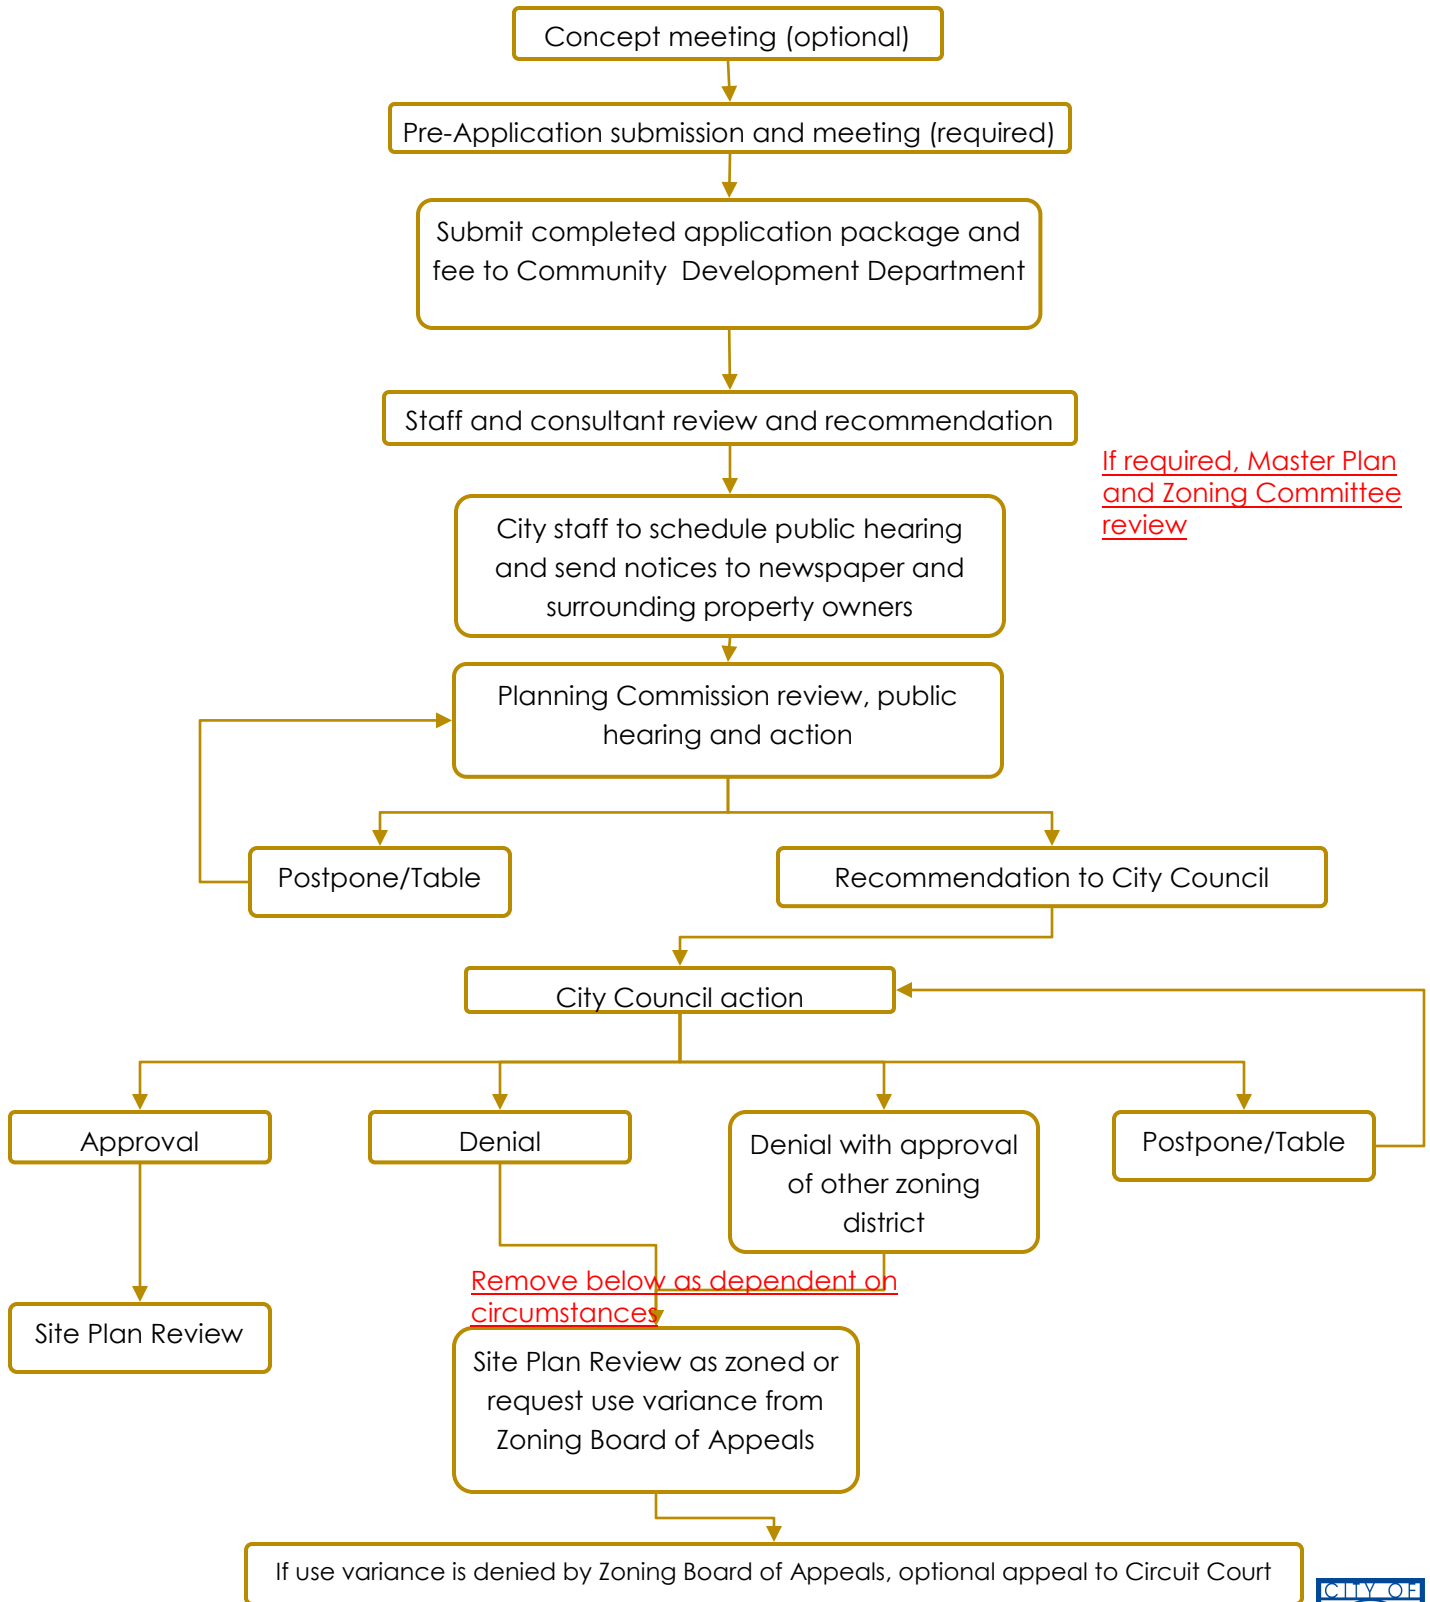 Concept meeting (optional)
Pre-Application submission and meeting (required)
Submit completed application package and
fee to Community Development Department
Staff and consultant review and recommendation
If required, Master Plan
and Zoning Committee
review
City staff to schedule public hearing
and send notices to newspaper and
surrounding property owners
Planning Commission review, public
hearing and action
Postpone/Table
Recommendation to City Council
City Council action
Approval
Denial
Denial with approval
of other zoning
district
Postpone/Table
Remove below as dependent on
circumstances
Site Plan Review
Site Plan Review as zoned or
request use variance from
Zoning Board of Appeals
If use variance is denied by Zoning Board of Appeals, optional appeal to Circuit Court
CITY OF